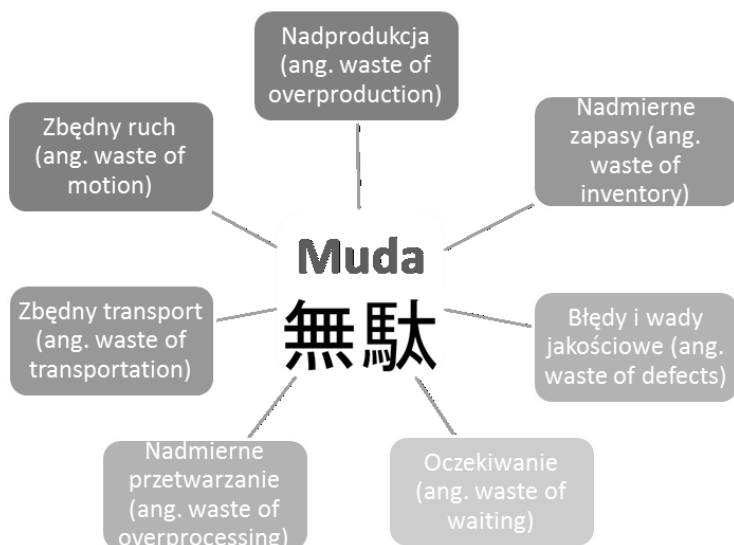 Nadprodukcja
(ang. waste of
overproduction)
Nadmierne
zapasy (ang.
waste of
inventory)
Błędy i wady
jakościowe (ang.
waste of defects)
Oczekiwanie
(ang. waste of
waiting)
Nadmierne
przetwarzanie
(ang. waste of
overprocessing)
Zbędny transport
(ang. waste of
transportation)
Zbędny ruch
(ang. waste of
motion)
Muda
無駄